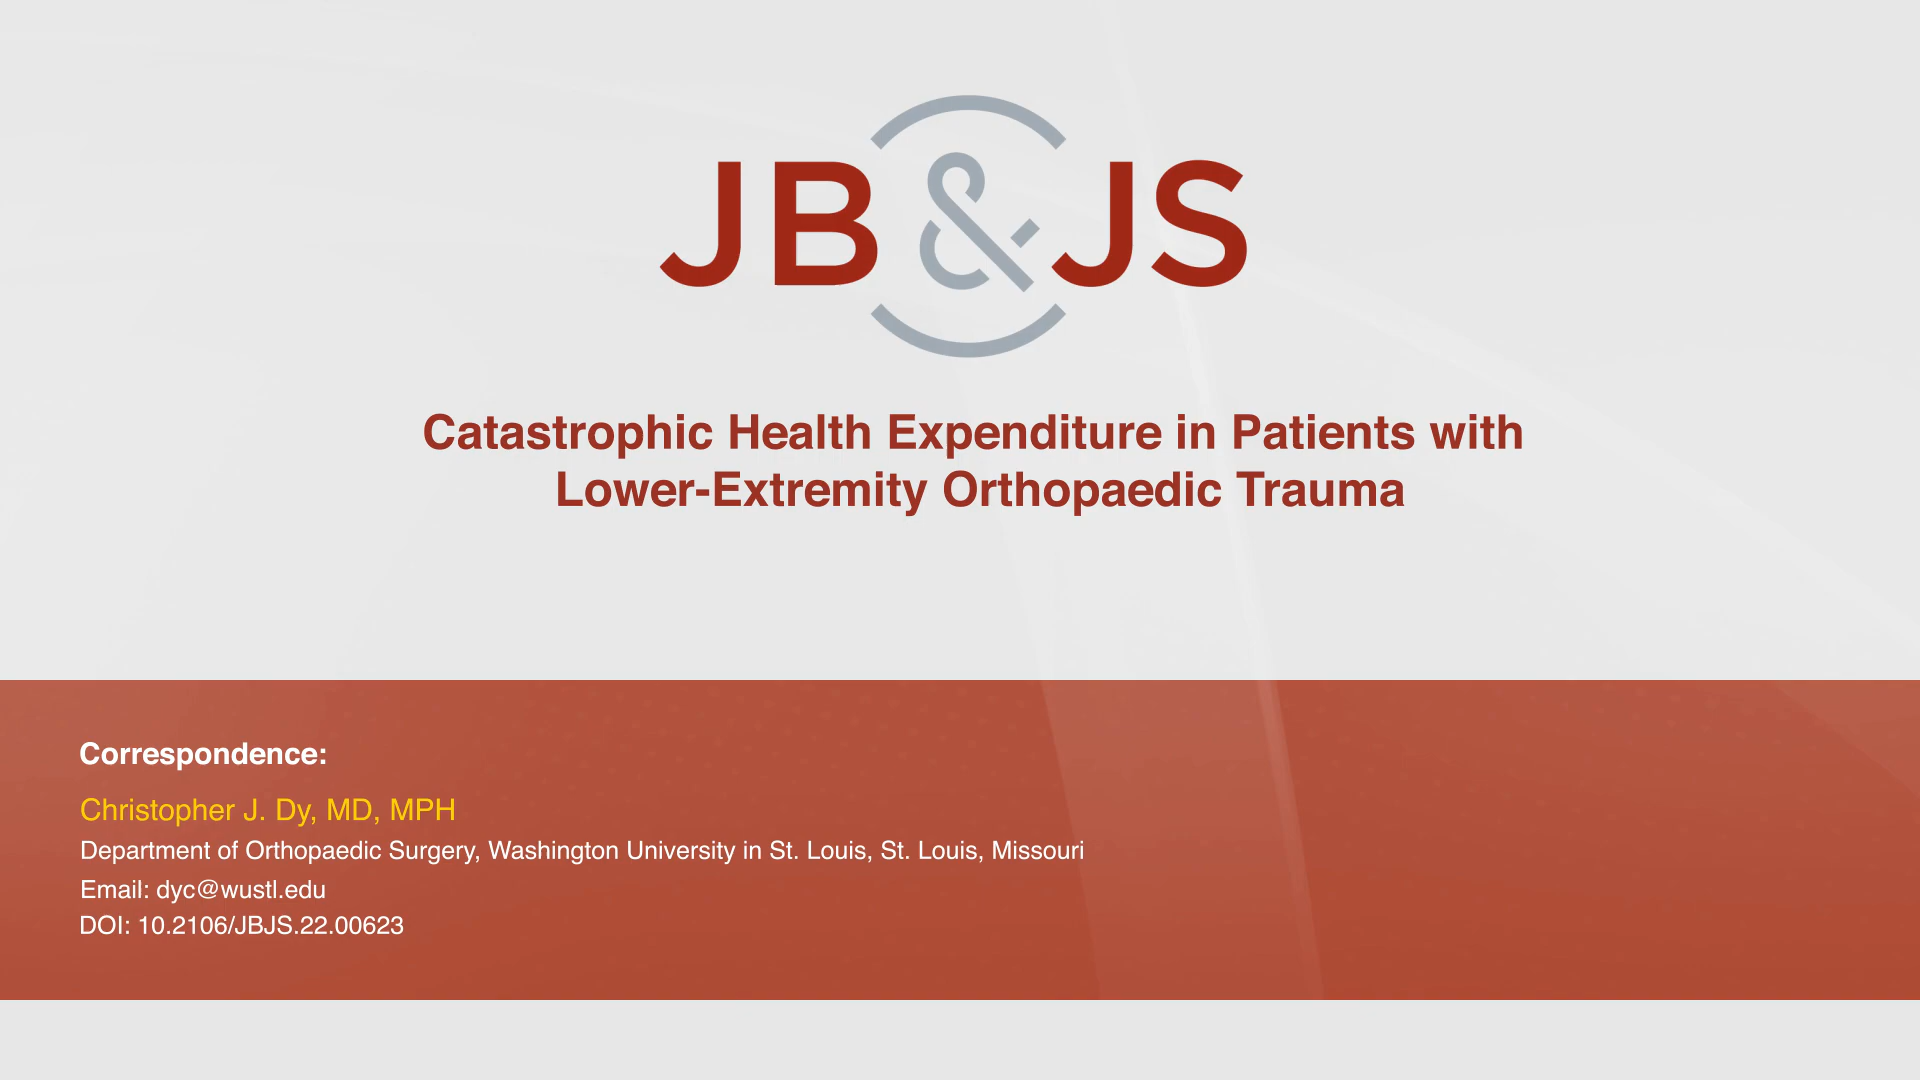 JB&JS
Catastrophic Health Expenditure in Patients with
Lower-Extremity Orthopaedic Trauma
Correspondence:
Christopher J. Dy, MD, MPH
Department of Orthopaedic Surgery, Washington University in St. Louis, St. Louis, Missouri
Email: dyc@wustl.edu
DOI: 10.2106/JBJS.22.00623